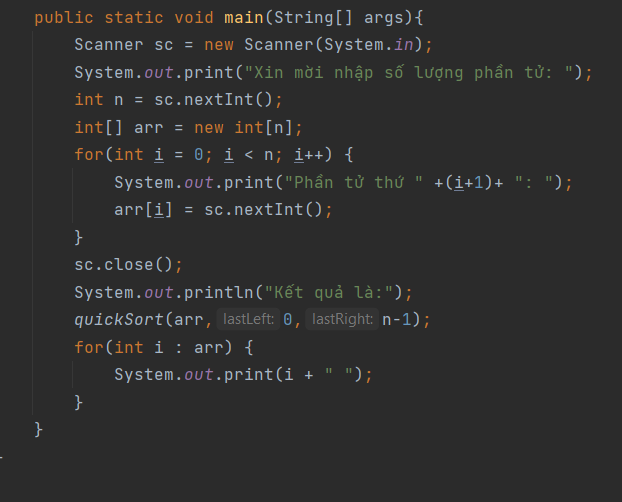 public static void main(String[] args){
Scanner sc = new Scanner(System.in);
System.out.print("Xin mời nhập số lượng phần tử: ");
int n = sc.nextInt();
int[] arr = new int[n];
for(int i = 0; i < n; i++) {
System.out.print("Phần tử thứ " +(i+1)+ ": ");
arr[i] = sc.nextInt();
}
sc.close();
System.out.println("Kết quả là:");
quickSort(arr, lastLeft: 0, lastRight: n-1);
for(int i : arr) {
System.out.print(i + " ");
}
}